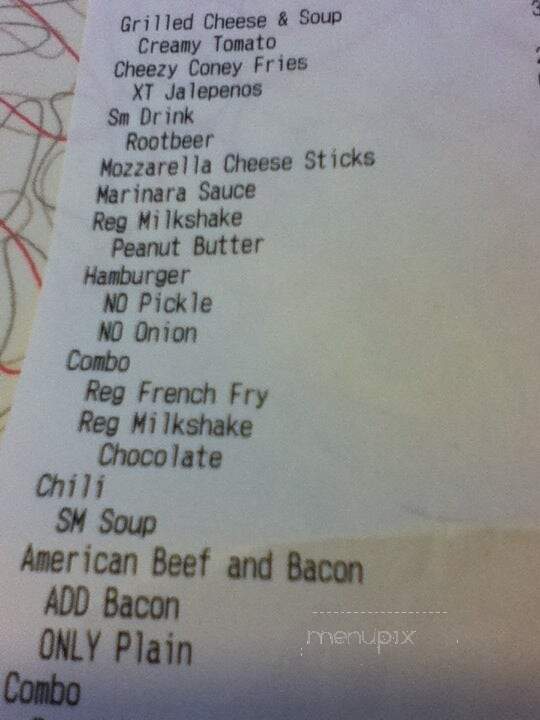 Grilled Cheese & Soup
Creamy Tomato
Cheezy Coney Fries
XT Jalepenos
Sm Drink
Rootbeer
Mozzarella Cheese Sticks
Marinara Sauce
Reg Milkshake
Peanut Butter
Hamburger
NO Pickle
NO Onion
Combo
Reg French Fry
Reg Milkshake
Chocolate
Chili
SM Soup
American Beef and Bacon
ADD Bacon
ONLY Plain
menupix
Combo